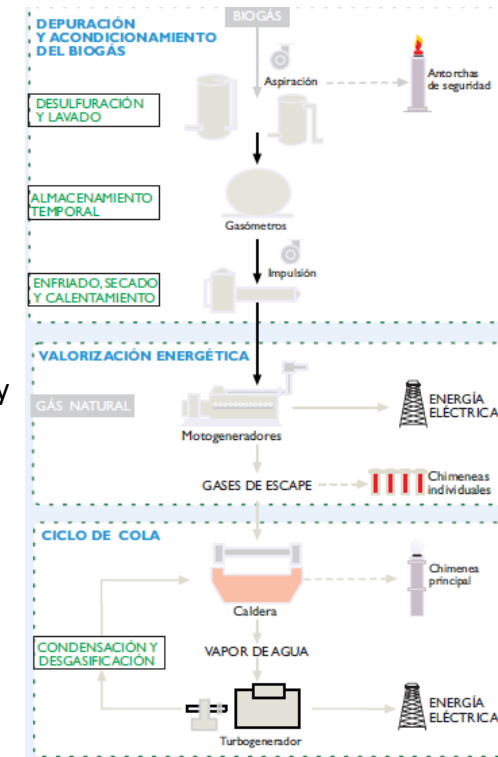 DEPURACIÓN
Y ACONDICIONAMIENTO
DEL BIOGÁS
BIOGÁS
Aspiración
Antorchas
de seguridad
DESULFURACIÓN
Y LAVADO
ALMACENAMIENTO
TEMPORAL
Gasómetros
Impulsión
ENFRIADO, SECADO
Y CALENTAMIENTO
VALORIZACIÓN ENERGÉTICA
y
GÁS NATURAL
ENERGÍA
ELÉCTRICA
Motogeneradores
GASES DE ESCAPE
Chimeneas
individuales
CICLO DE COLA
Chimenea
principal
Caldera
CONDENSACIÓN Y
DESGASIFICACIÓN
VAPOR DE AGUA
ENERGÍA
ELÉCTRICA
Turbogenerador